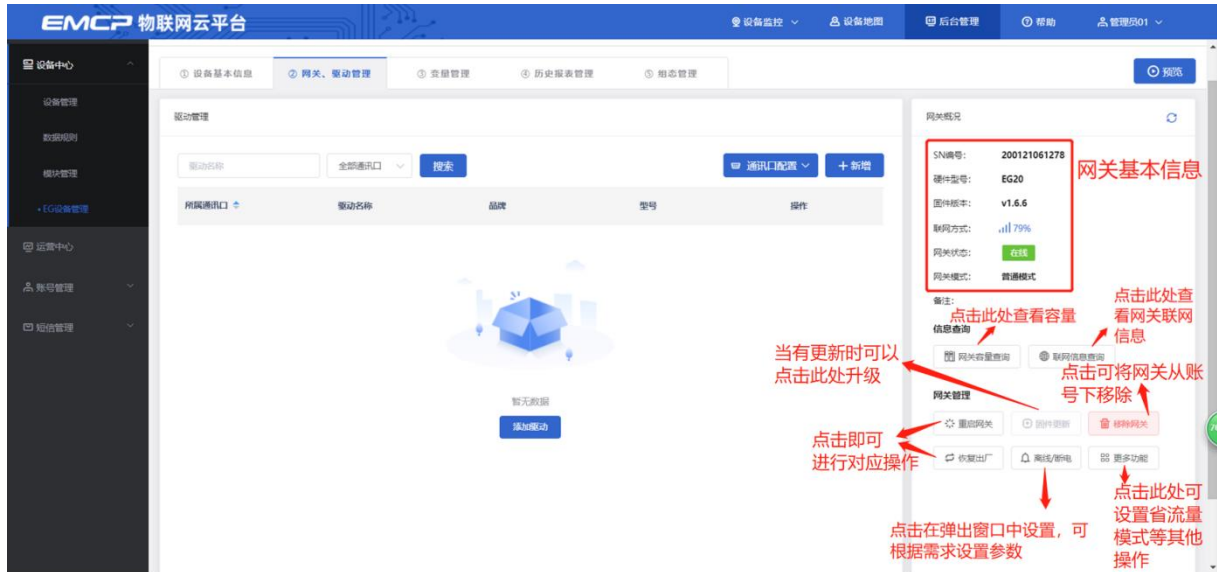 EMCP 物联网云平台
设备监控
设备地图
后台管理
帮助
管理员01
设备中心
设备管理
数据规则
模块管理
• EG设备管理
运营中心
账号管理
短信管理
① 设备基本信息
② 网关、驱动管理
③ 变量管理
④ 历史报表管理
⑤ 组态管理
预览
驱动管理
驱动名称
全部通讯口
搜索
通讯口配置
+ 新增
所属通讯口
驱动名称
品牌
型号
操作
暂无数据
添加驱动
网关概况
SN编号: 200121061278
硬件型号: EG20
固件版本: v1.6.6
联网方式: 79%
网关状态: 在线
网关模式: 普通模式
网关基本信息
备注:
点击此处查看容量
点击此处查
看网关联网
信息
信息查询
网关容量查询
联网信息查询
当有更新时可以
点击此处升级
点击可将网关从账
号下移除
网关管理
重启网关
固件更新
移除网关
点击即可
进行对应操作
恢复出厂
离线/断电
更多功能
点击在弹出窗口中设置，可
根据需求设置参数
点击此处可
设置省流量
模式等其他
操作